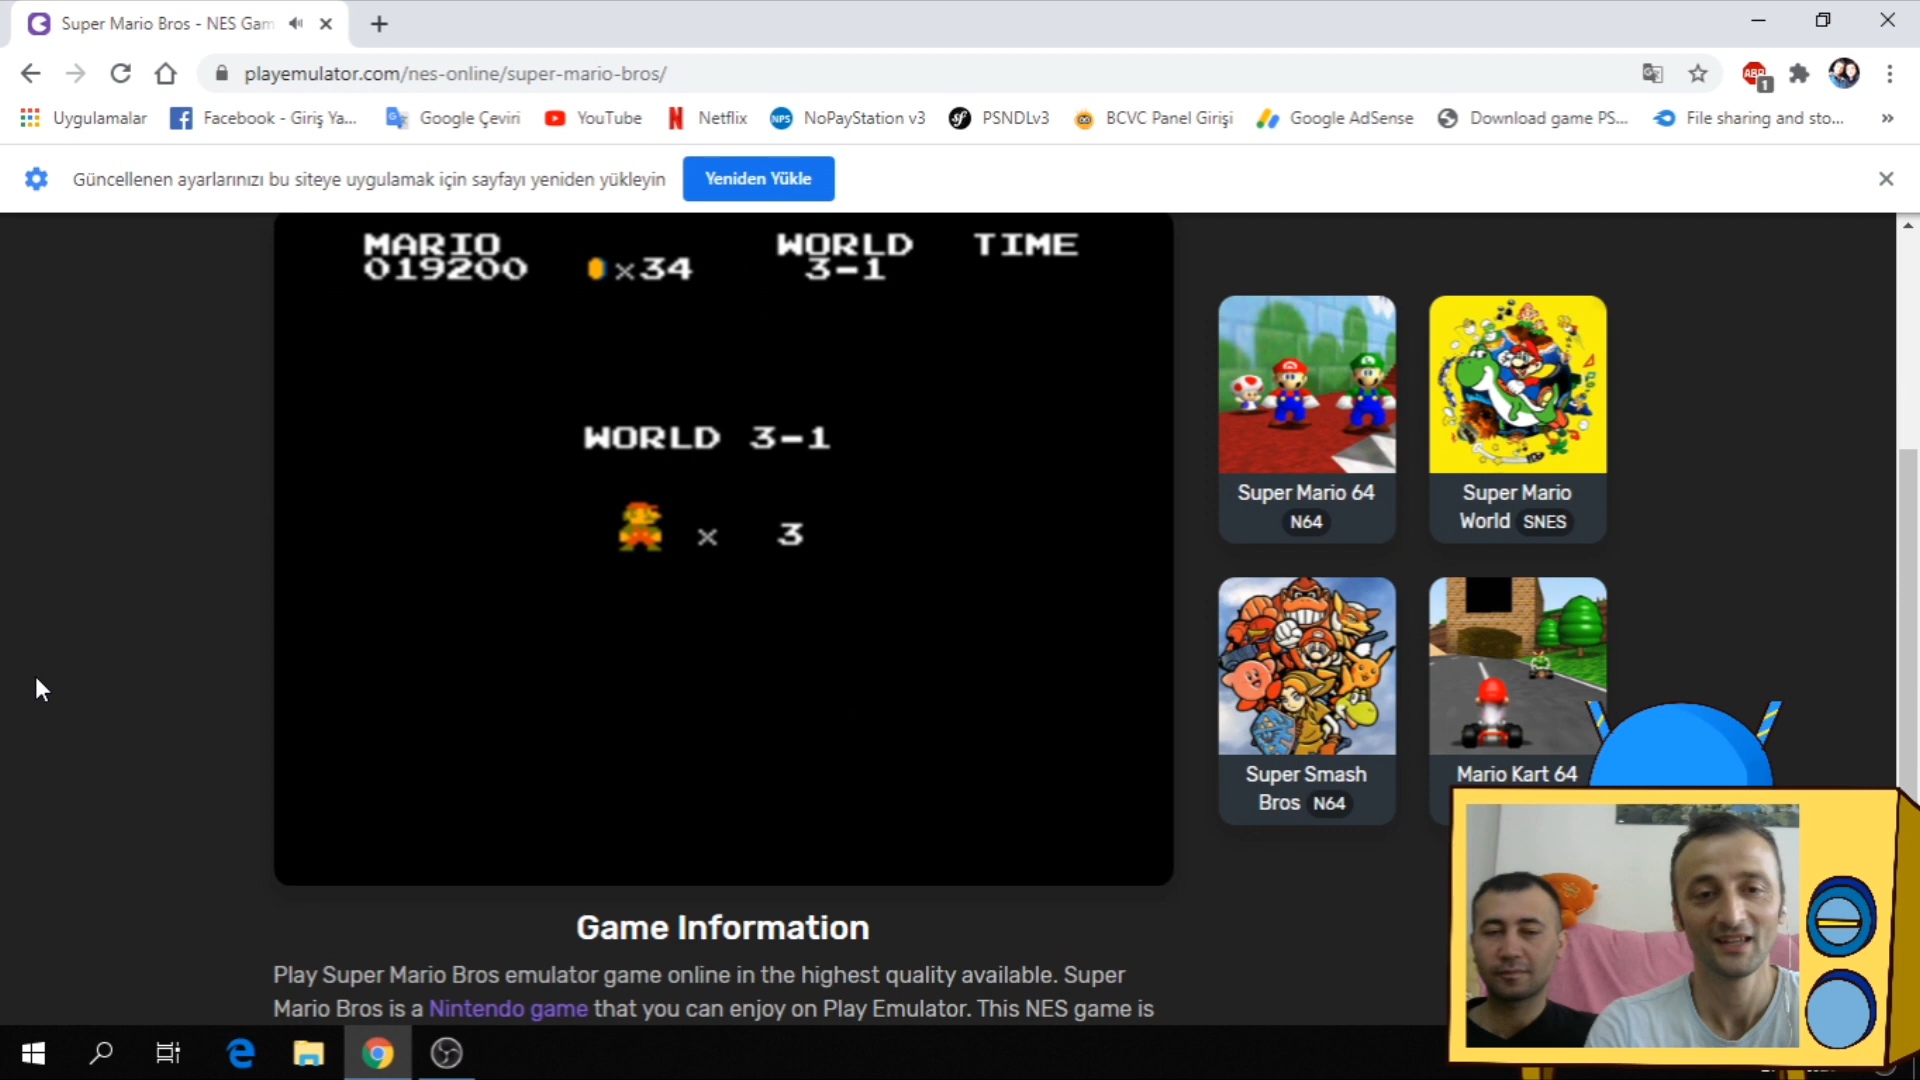 Super Mario Bros - NES Gam
playemulator.com/nes-online/super-mario-bros/
ABP
1
Uygulamalar
Facebook - Giriş Ya...
Google Çeviri
YouTube
Netflix
NPS NoPayStation v3
sf PSNDLv3
BCVC Panel Girişi
Google AdSense
Download game PS...
File sharing and sto...
»
Güncellenen ayarlarınızı bu siteye uygulamak için sayfayı yeniden yükleyin
Yeniden Yükle
MARIO
WORLD
TIME
019200
×34
3-1
WORLD 3-1
× 3
Super Mario 64
N64
Super Mario
World SNES
Super Smash
Bros N64
Mario Kart 64
Game Information
Play Super Mario Bros emulator game online in the highest quality available. Super
Mario Bros is a Nintendo game that you can enjoy on Play Emulator. This NES game is